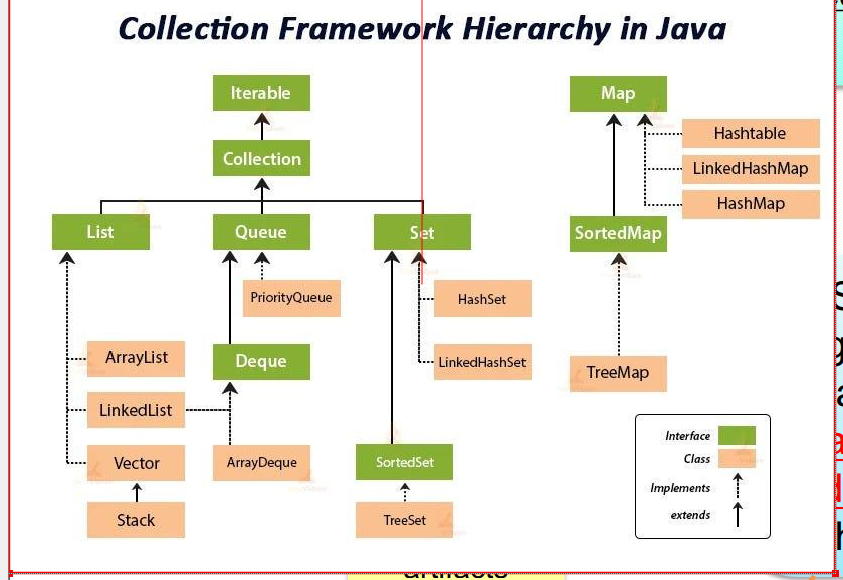 Collection Framework Hierarchy in Java
Iterable
Map
Hashtable
Collection
LinkedHashMap
HashMap
List
Queue
Set
SortedMap
PriorityQueue
HashSet
ArrayList
Deque
LinkedHashSet
TreeMap
LinkedList
Vector
ArrayDeque
SortedSet
Stack
TreeSet
Interface
Class
Implements
extends
artifacts